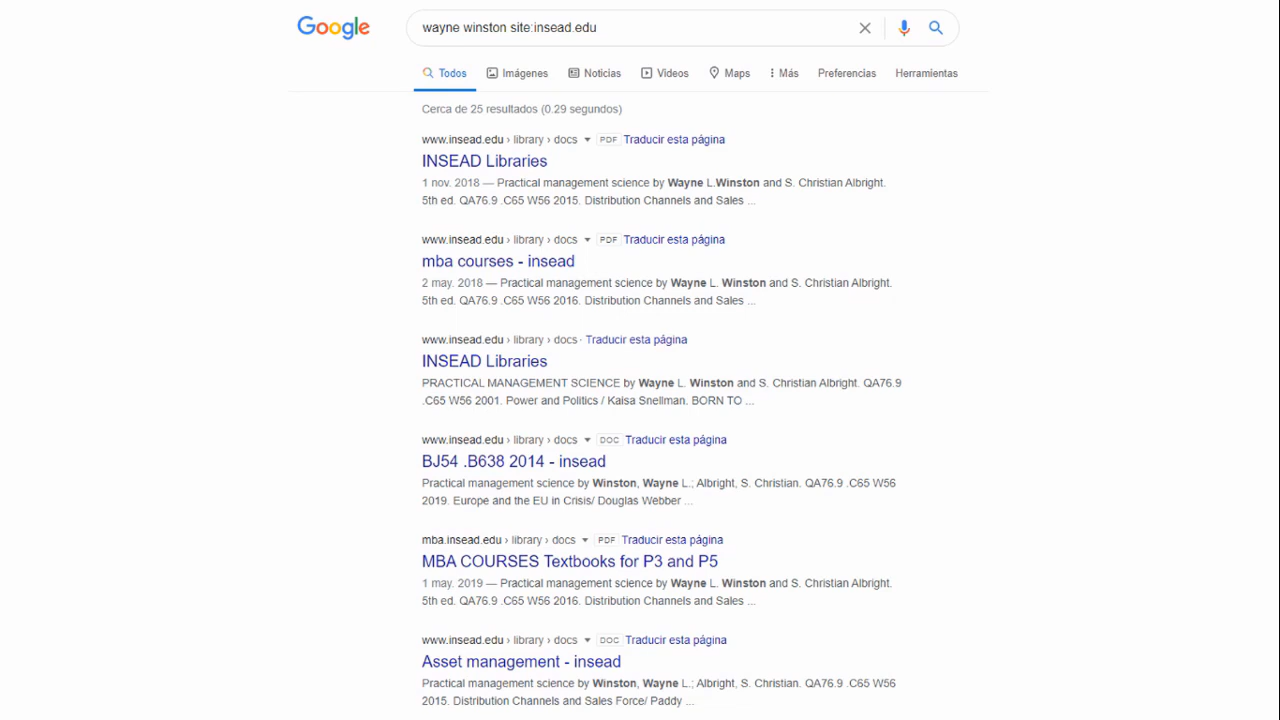 Google
wayne winston site:insead.edu
Todos Imágenes Noticias Videos Maps Más Preferencias Herramientas
Cerca de 25 resultados (0.29 segundos)
www.insead.edu › library › docs PDF Traducir esta página
INSEAD Libraries
1 nov. 2018 — Practical management science by Wayne L.Winston and S. Christian Albright.
5th ed. QA76.9 .C65 W56 2015. Distribution Channels and Sales ...
www.insead.edu › library › docs PDF Traducir esta página
mba courses - insead
2 may. 2018 — Practical management science by Wayne L. Winston and S. Christian Albright.
5th ed. QA76.9 .C65 W56 2016. Distribution Channels and Sales ...
www.insead.edu › library › docs · Traducir esta página
INSEAD Libraries
PRACTICAL MANAGEMENT SCIENCE by Wayne L. Winston and S. Christian Albright. QA76.9
.C65 W56 2001. Power and Politics / Kaisa Snellman. BORN TO ...
www.insead.edu › library › docs DOC Traducir esta página
BJ54 .B638 2014 - insead
Practical management science by Winston, Wayne L.; Albright, S. Christian. QA76.9 .C65 W56
2019. Europe and the EU in Crisis/ Douglas Webber ...
mba.insead.edu › library › docs PDF Traducir esta página
MBA COURSES Textbooks for P3 and P5
1 may. 2019 — Practical management science by Wayne L. Winston and S. Christian Albright.
5th ed. QA76.9 .C65 W56 2016. Distribution Channels and Sales ...
www.insead.edu › library › docs DOC Traducir esta página
Asset management - insead
Practical management science by Winston, Wayne L.; Albright, S. Christian. QA76.9 .C65 W56
2015. Distribution Channels and Sales Force/ Paddy ...